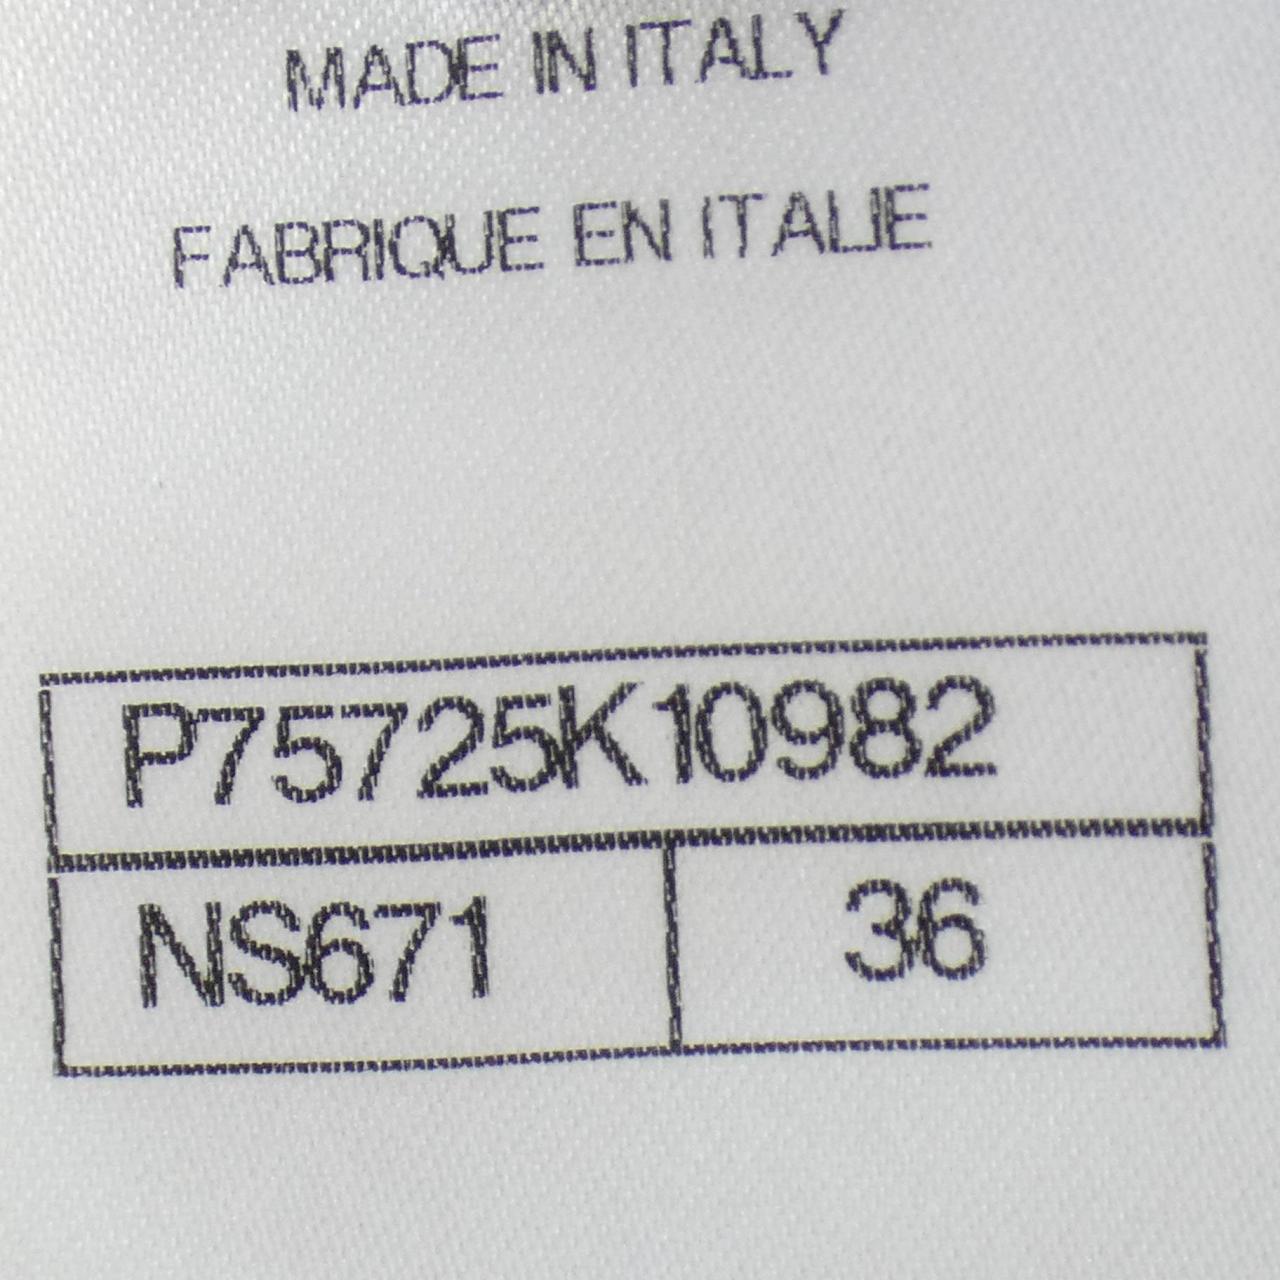 MADE IN ITALY
FABRIQUE EN ITALIE
P75725K10982
NS671 36